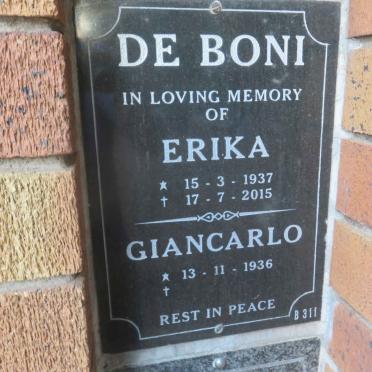 DE BONI
IN LOVING MEMORY
OF
ERIKA
★ 15 - 3 - 1937
† 17 - 7 - 2015
GIANCARLO
★ 13 - 11 - 1936
†
REST IN PEACE
B 311